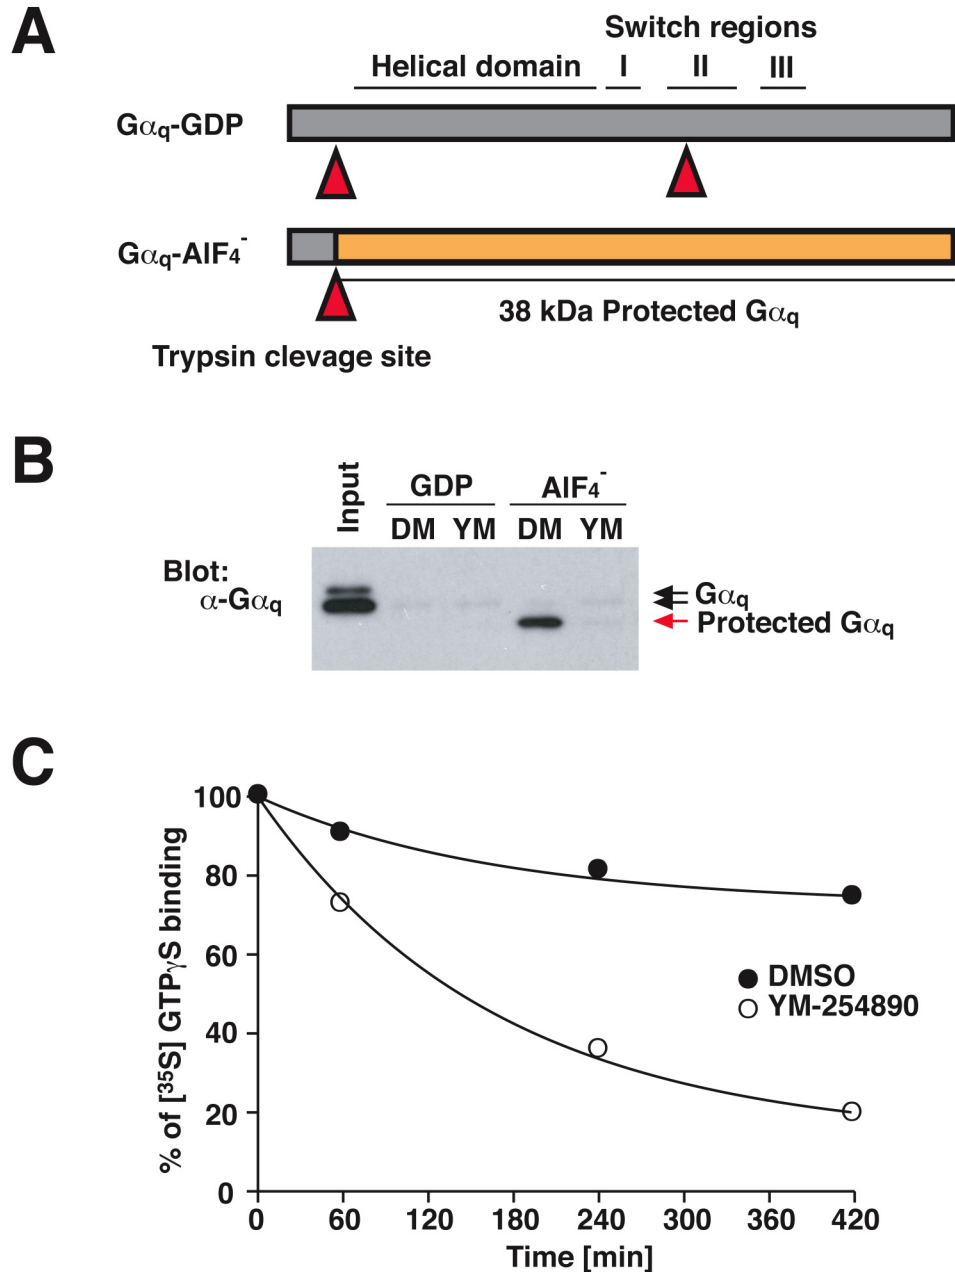 A
Switch regions
Helical domain I II III
Gαq-GDP
Gαq-AlF4-
38 kDa Protected Gαq
Trypsin clevage site
B
Input
GDP AlF4-
DM YM DM YM
Blot:
α-Gαq
Gαq
Protected Gαq
C
% of [35S] GTPγS binding
100
80
60
40
20
0
DMSO
YM-254890
0 60 120 180 240 300 360 420
Time [min]